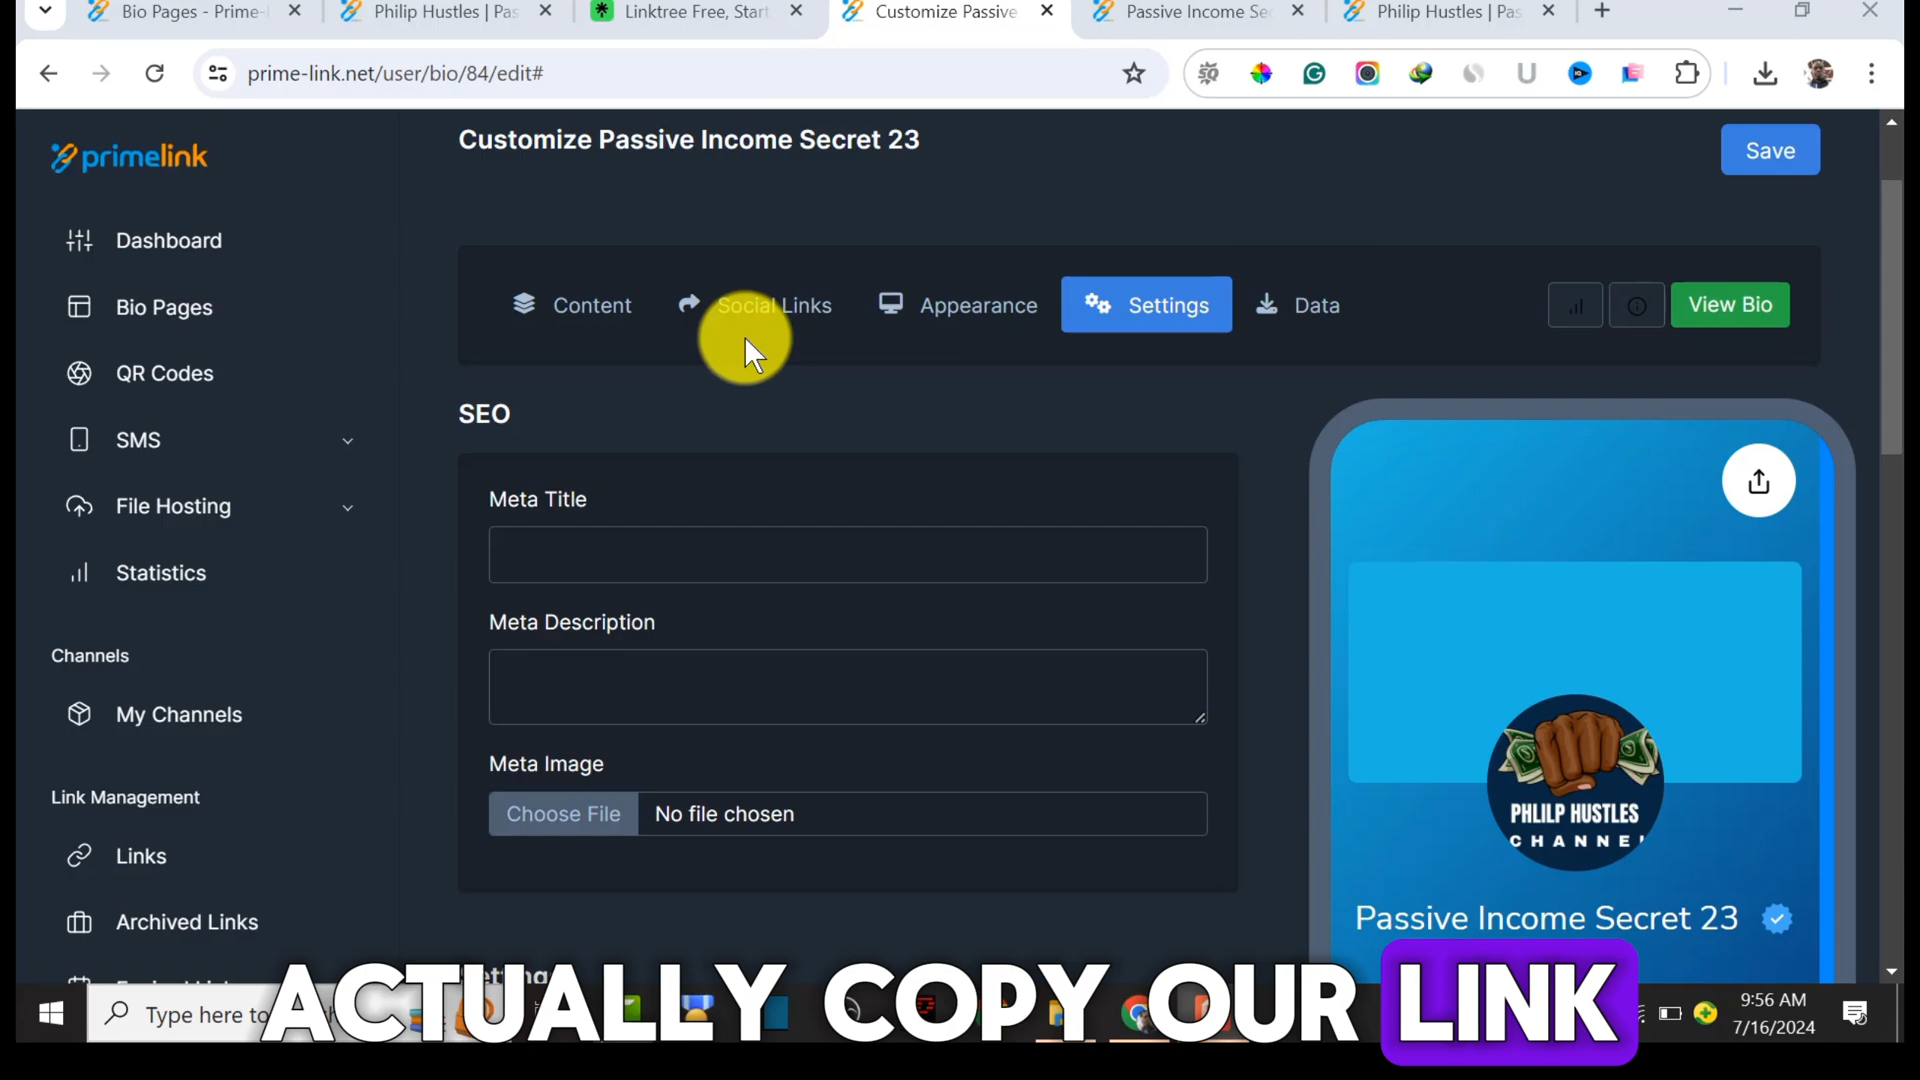 Bio Pages - Prime-
Philip Hustles | Pas
Linktree Free, Start
Customize Passive
Passive Income Se
Philip Hustles | Pas
prime-link.net/user/bio/84/edit#
primelink
Customize Passive Income Secret 23
Save
Dashboard
Bio Pages
QR Codes
SMS
File Hosting
Statistics
Channels
My Channels
Link Management
Links
Archived Links
Content
Social Links
Appearance
Settings
Data
View Bio
SEO
Meta Title
Meta Description
Meta Image
Choose File
No file chosen
PHLILP HUSTLES
CHANNEL
Passive Income Secret 23
ACTUALLY COPY OUR LINK
Type here to
9:56 AM
7/16/2024